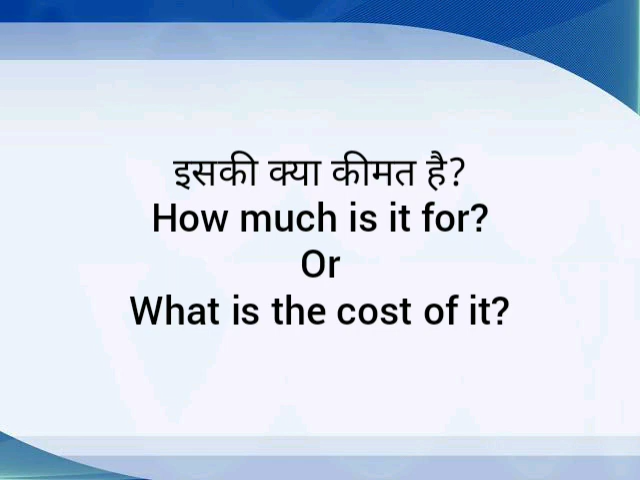 इसकी क्या कीमत है?
How much is it for?
Or
What is the cost of it?